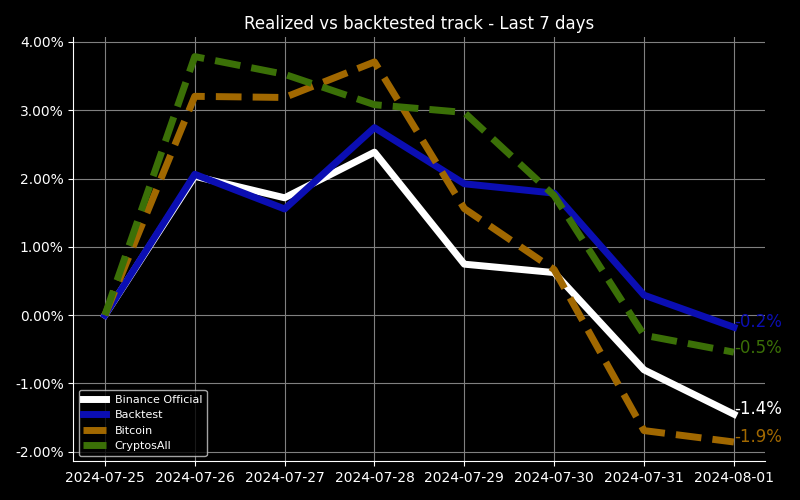 Realized vs backtested track - Last 7 days
4.00%
3.00%
2.00%
1.00%
0.00%
-1.00%
-2.00%
-0.2%
-0.5%
-1.4%
-1.9%
Binance Official
Backtest
Bitcoin
CryptosAll
2024-07-25 2024-07-26 2024-07-27 2024-07-28 2024-07-29 2024-07-30 2024-07-31 2024-08-01